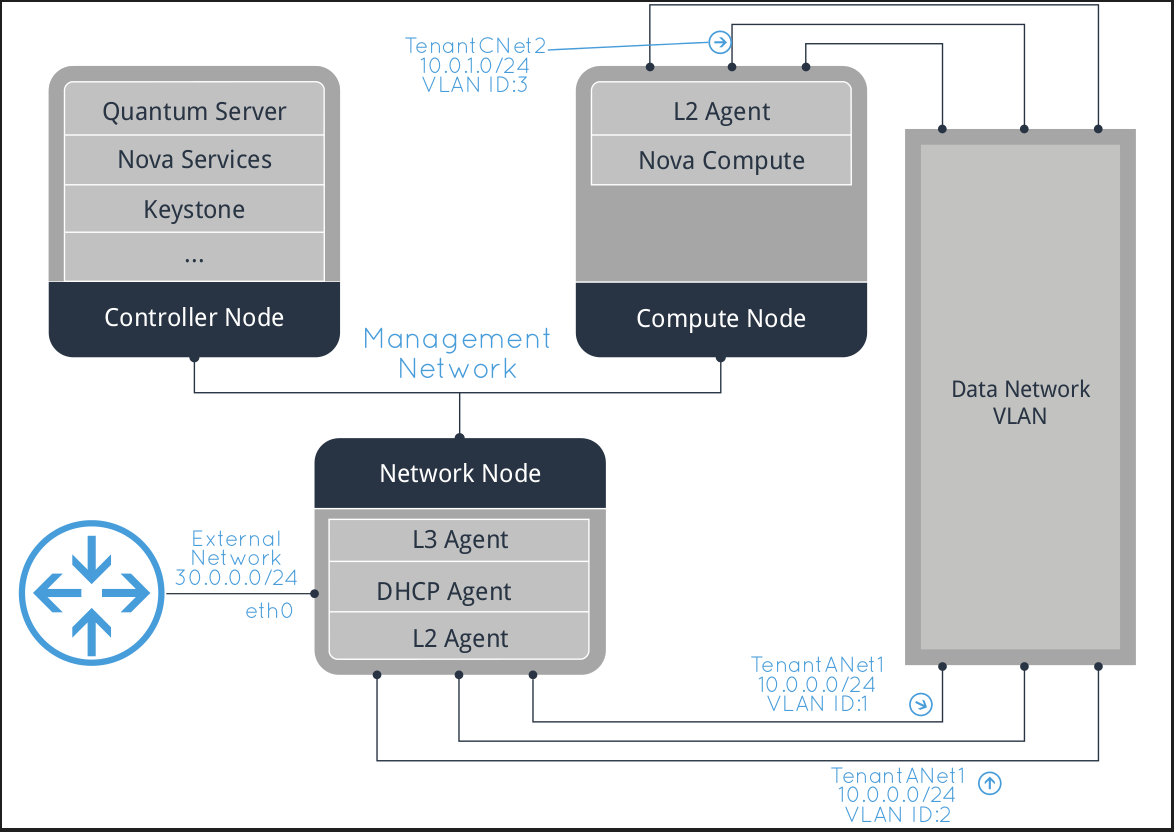 TenantCNet2
10.0.1.0/24
VLAN ID:3
Quantum Server
Nova Services
Keystone
...
Controller Node
L2 Agent
Nova Compute
Compute Node
Management
Network
Data Network
VLAN
Network Node
L3 Agent
DHCP Agent
L2 Agent
External
Network
30.0.0.0/24
eth0
TenantANet1
10.0.0.0/24
VLAN ID:1
TenantANet1
10.0.0.0/24
VLAN ID:2